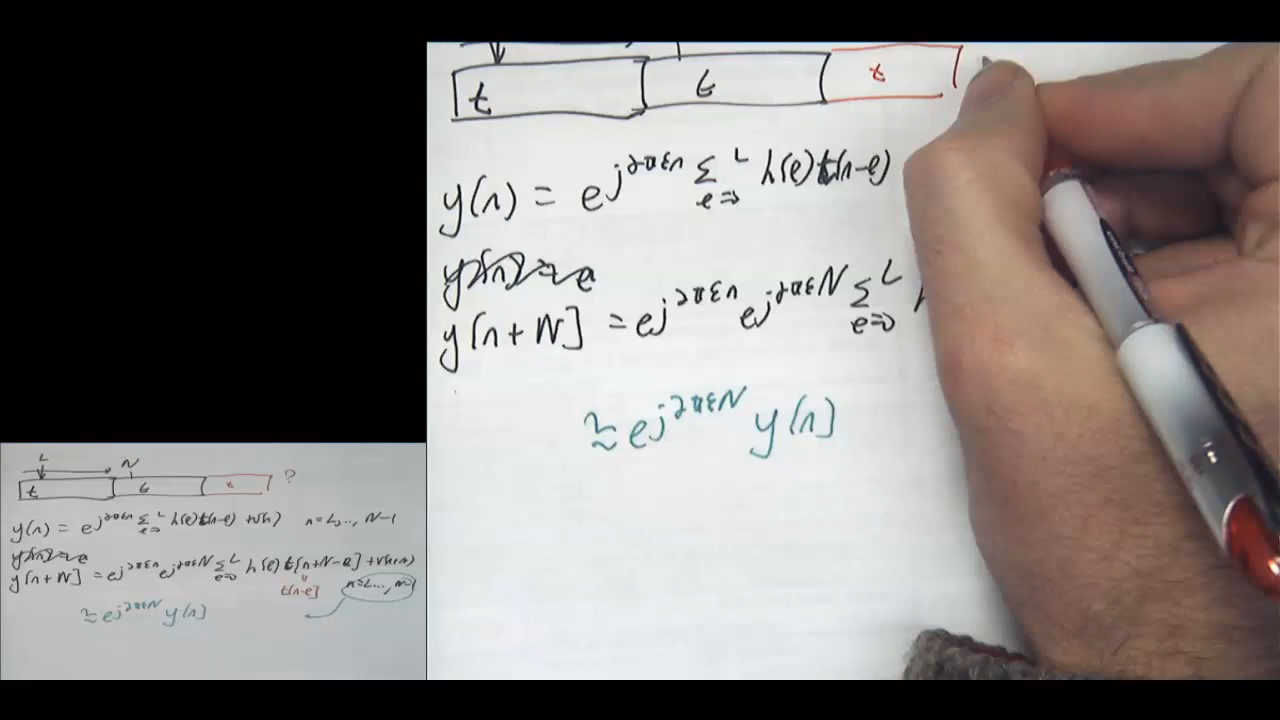 t t t
y(n) = e^{j2πεn} Σ_{ℓ=0}^{L} h(ℓ)t(n-ℓ)
y[n+N] = e^{j2πεn} e^{j2πεN} Σ_{ℓ=0}^{L}
≈ e^{j2πεN} y[n]
L N
t t t ?
y(n) = e^{j2πεn} Σ_{ℓ=0}^{L} h(ℓ)t(n-ℓ) + v(n) n=L,..., N-1
y[n+N] = e^{j2πεn} e^{j2πεN} Σ_{ℓ=0}^{L} h(ℓ) t[n+N-ℓ] + v(n+N)
t[n-ℓ]
≈ e^{j2πεN} y[n]